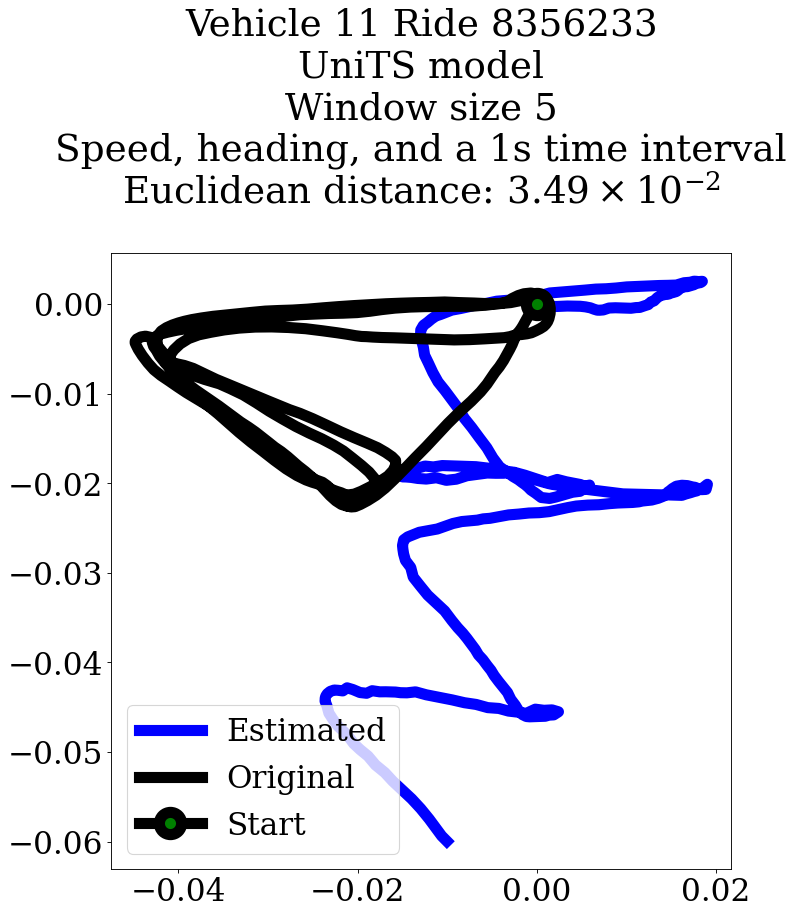 Vehicle 11 Ride 8356233
UniTS model
Window size 5
Speed, heading, and a 1s time interval
Euclidean distance: 3.49 × 10⁻²
0.00
−0.01
−0.02
−0.03
−0.04
−0.05
−0.06
Estimated
Original
Start
−0.04 −0.02 0.00 0.02